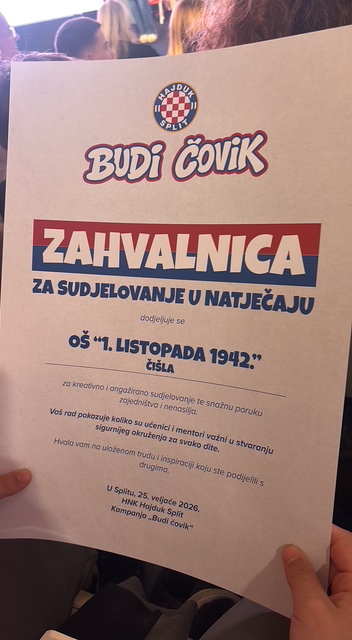 HAJDUK
SPLIT
BUDI ČOVIK
ZAHVALNICA
ZA SUDJELOVANJE U NATJEČAJU
dodjeljuje se
OŠ “1. LISTOPADA 1942.”
ČIŠLA
za kreativno i angažirano sudjelovanje te snažnu poruku
zajedništva i nenasilja.
Vaš rad pokazuje koliko su učenici i mentori važni u stvaranju
sigurnijeg okruženja za svako dite.
Hvala vam na uloženom trudu i inspiraciji koju ste podijelili s
drugima.
U Splitu, 25. veljače 2026.
HNK Hajduk Split
Kampanja „Budi čovik“